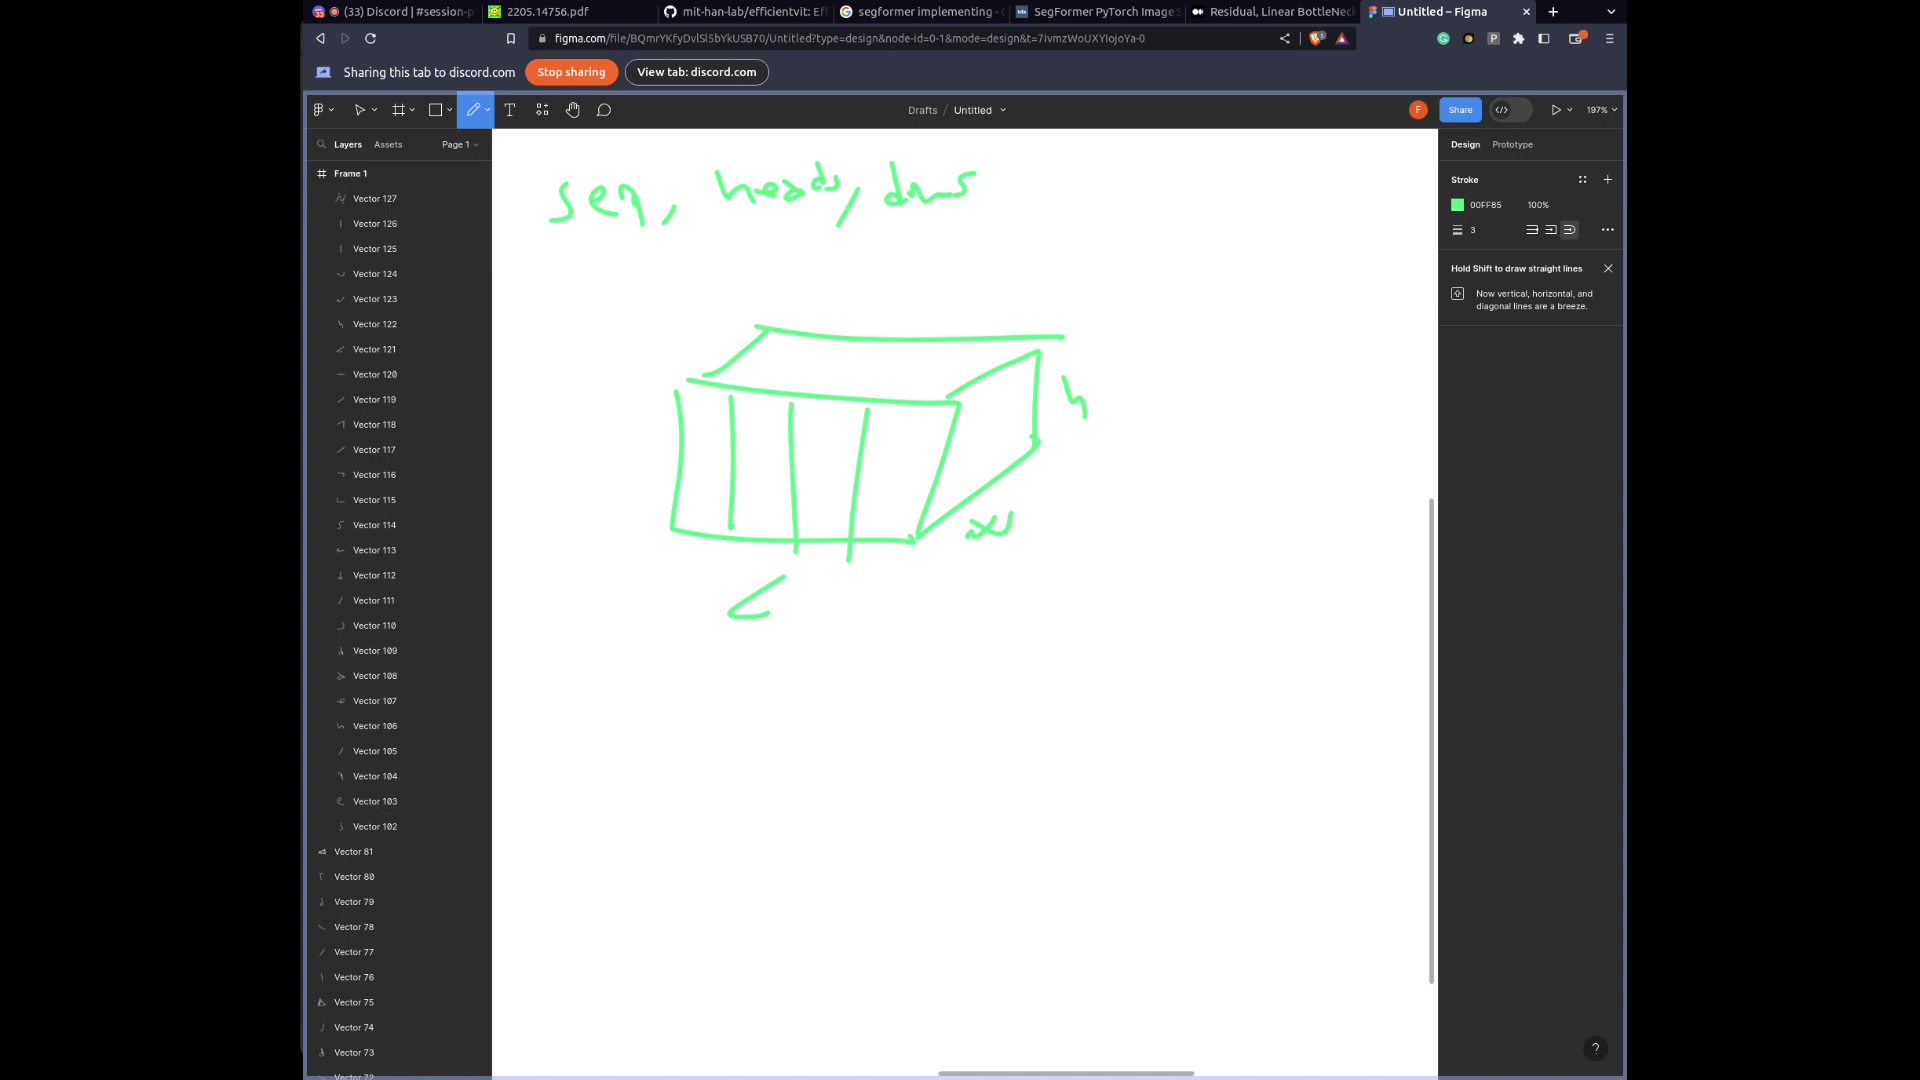 (33) Discord | #session-p
2205.14756.pdf
mit-han-lab/efficientvit: Eff
segformer implementing - G
SegFormer PyTorch Image S
Residual, Linear BottleNeck
Untitled – Figma
figma.com/file/BQmrYKfyDvlSl5bYkUSB70/Untitled?type=design&node-id=0-1&mode=design&t=7IvmzWoUXYIojoYa-0
Sharing this tab to discord.com
Stop sharing
View tab: discord.com
Drafts / Untitled
F
Share
197%
Layers
Assets
Page 1
Design
Prototype
Frame 1
Vector 127
Vector 126
Vector 125
Vector 124
Vector 123
Vector 122
Vector 121
Vector 120
Vector 119
Vector 118
Vector 117
Vector 116
Vector 115
Vector 114
Vector 113
Vector 112
Vector 111
Vector 110
Vector 109
Vector 108
Vector 107
Vector 106
Vector 105
Vector 104
Vector 103
Vector 102
Vector 81
Vector 80
Vector 79
Vector 78
Vector 77
Vector 76
Vector 75
Vector 74
Vector 73
Vector 72
Stroke
00FF85
100%
3
Hold Shift to draw straight lines
Now vertical, horizontal, and
diagonal lines are a breeze.
seq, heads, dms
h
w
c
?